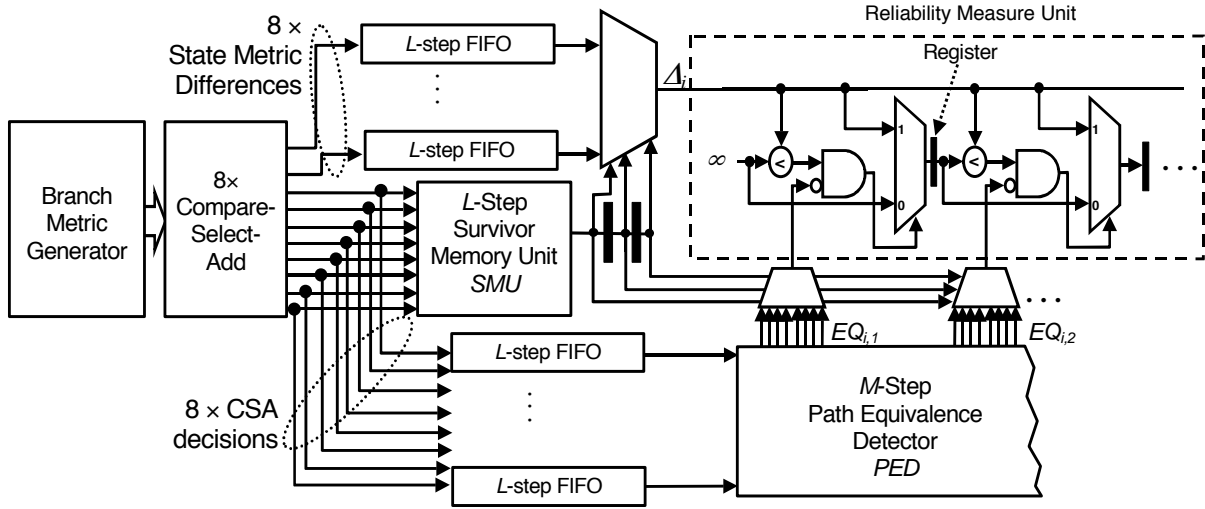 Reliability Measure Unit
8 ×
State Metric
Differences
L-step FIFO
Register
Δi
L-step FIFO
Branch
Metric
Generator
8×
Compare-
Select-
Add
L-Step
Survivor
Memory Unit
SMU
∞
<
1
0
<
1
0
EQi,1
EQi,2
8 × CSA
decisions
L-step FIFO
L-step FIFO
M-Step
Path Equivalence
Detector
PED